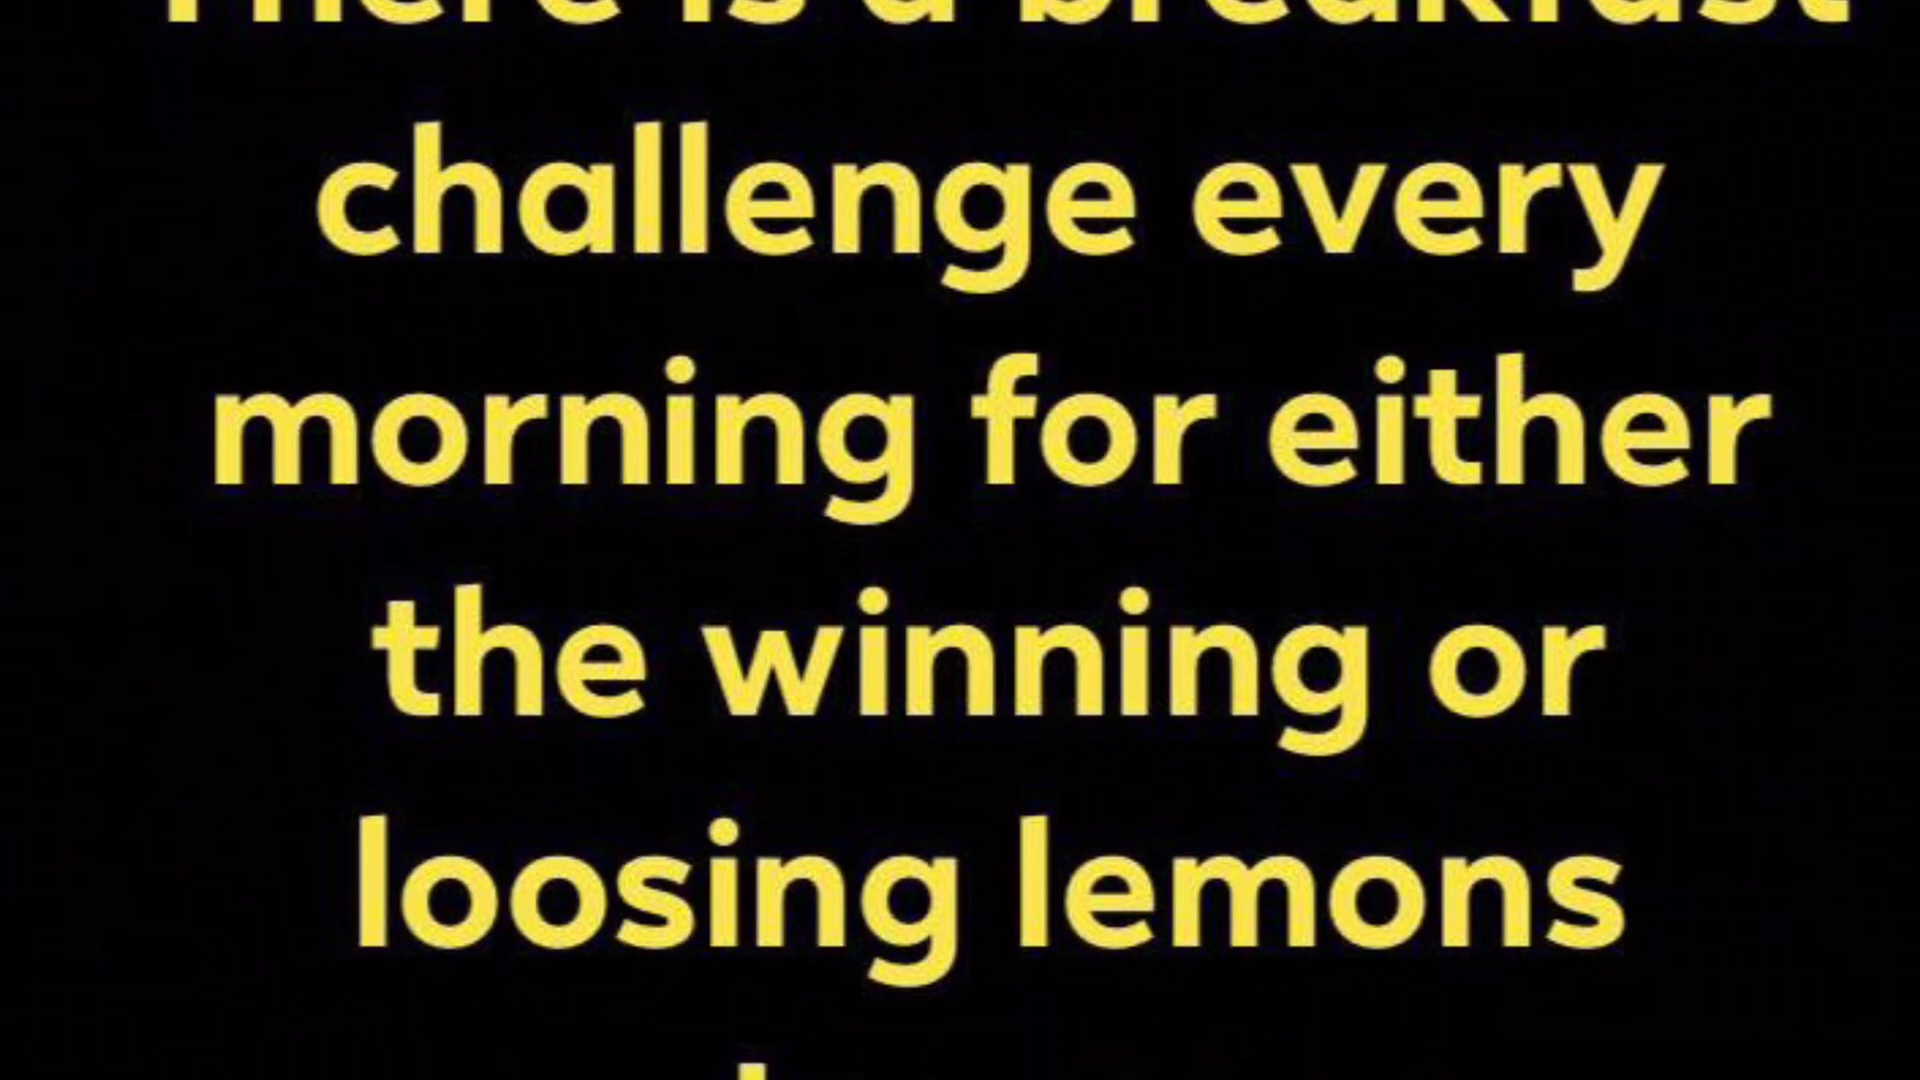 There is a breakfast
challenge every
morning for either
the winning or
loosing lemons